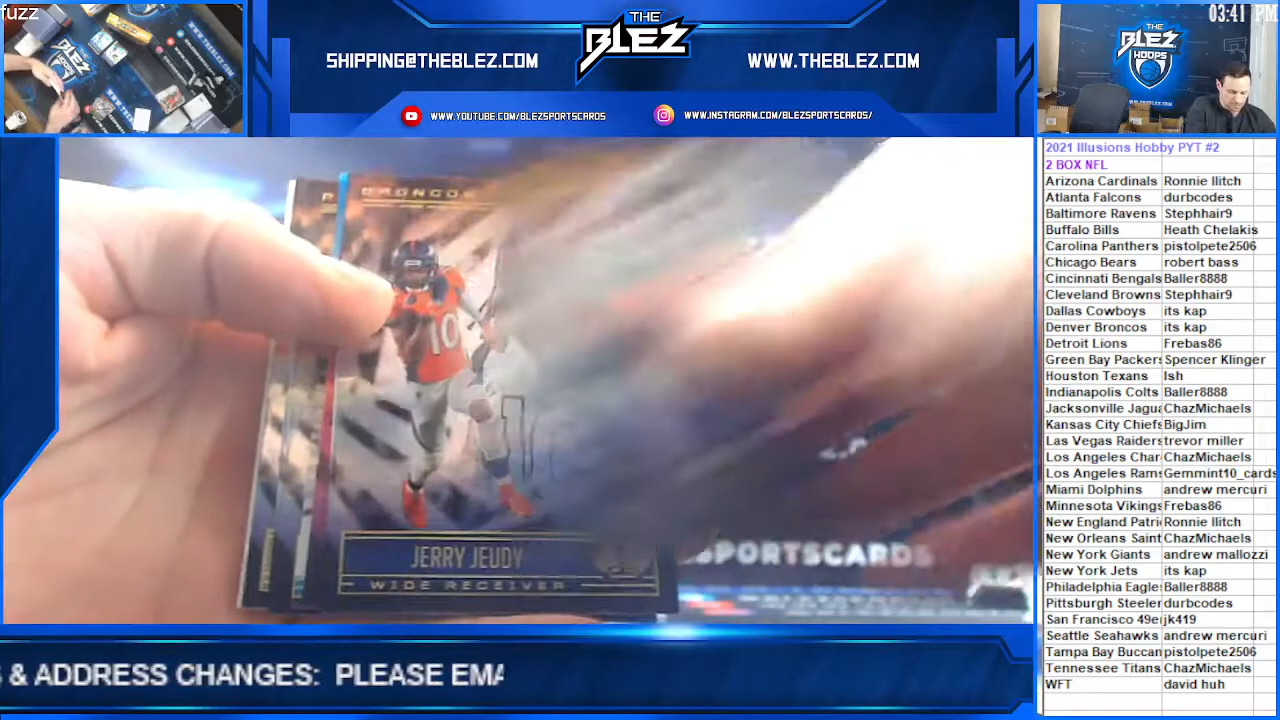 fuzz
THE
BLEZ
SHIPPING@THEBLEZ.COM
WWW.THEBLEZ.COM
WWW.YOUTUBE.COM/BLEZSPORTSCARDS
WWW.INSTAGRAM.COM/BLEZSPORTSCARDS/
03:41 PM
THE
BLEZ
HOOPS
BRONCOS
10
JERRY JEUDY
WIDE RECEIVER
SPORTSCARDS
& ADDRESS CHANGES: PLEASE EMA
2021 Illusions Hobby PYT #2
2 BOX NFL
Arizona Cardinals Ronnie Ilitch
Atlanta Falcons durbcodes
Baltimore Ravens Stephhair9
Buffalo Bills Heath Chelakis
Carolina Panthers pistolpete2506
Chicago Bears robert bass
Cincinnati Bengals Baller8888
Cleveland Browns Stephhair9
Dallas Cowboys its kap
Denver Broncos its kap
Detroit Lions Frebas86
Green Bay Packers Spencer Klinger
Houston Texans Ish
Indianapolis Colts Baller8888
Jacksonville Jagua ChazMichaels
Kansas City Chiefs BigJim
Las Vegas Raiders trevor miller
Los Angeles Char ChazMichaels
Los Angeles Rams Gemmint10_cards
Miami Dolphins andrew mercuri
Minnesota Vikings Frebas86
New England Patri Ronnie Ilitch
New Orleans Saint ChazMichaels
New York Giants andrew mallozzi
New York Jets its kap
Philadelphia Eagle Baller8888
Pittsburgh Steeler durbcodes
San Francisco 49e jk419
Seattle Seahawks andrew mercuri
Tampa Bay Buccan pistolpete2506
Tennessee Titans ChazMichaels
WFT david huh